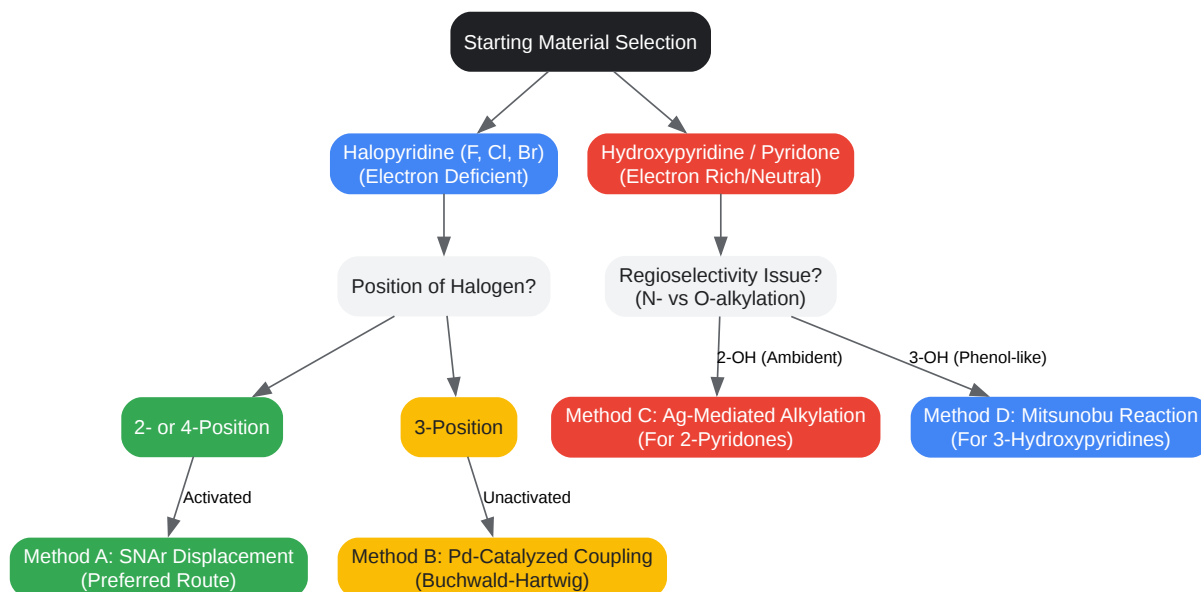 Starting Material Selection
Halopyridine (F, Cl, Br)
(Electron Deficient)
Hydroxypyridine / Pyridone
(Electron Rich/Neutral)
Position of Halogen?
Regioselectivity Issue?
(N- vs O-alkylation)
2-OH (Ambident)
3-OH (Phenol-like)
2- or 4-Position
3-Position
Method C: Ag-Mediated Alkylation
(For 2-Pyridones)
Method D: Mitsunobu Reaction
(For 3-Hydroxypyridines)
Activated
Unactivated
Method A: SNAr Displacement
(Preferred Route)
Method B: Pd-Catalyzed Coupling
(Buchwald-Hartwig)